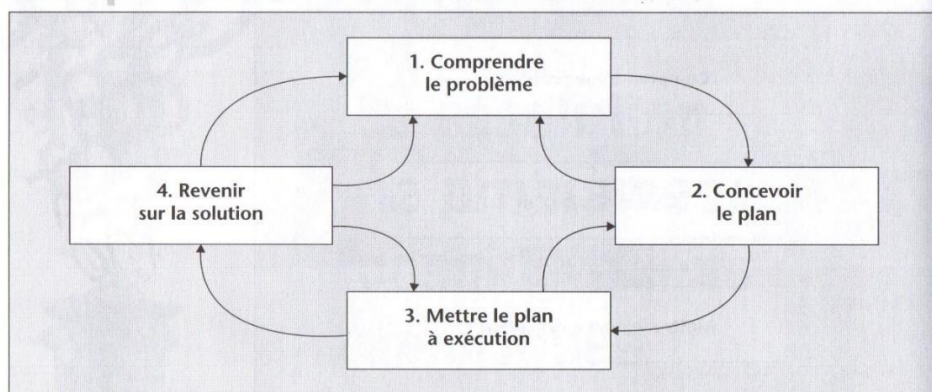 1. Comprendre
le problème
2. Concevoir
le plan
3. Mettre le plan
à exécution
4. Revenir
sur la solution